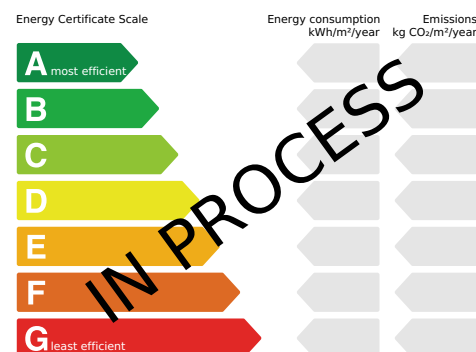 Energy Certificate Scale
Energy consumption
kWh/m²/year
Emissions
kg CO₂/m²/year
A most efficient
B
C
D
E
F
G least efficient
IN PROCESS